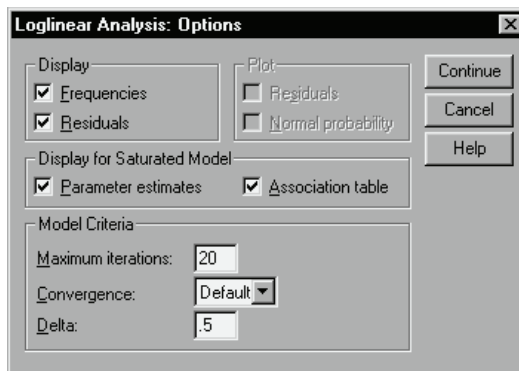 Loglinear Analysis: Options
Display
Frequencies
Residuals
Plot
Residuals
Normal probability
Continue
Cancel
Help
Display for Saturated Model
Parameter estimates
Association table
Model Criteria
Maximum iterations: 20
Convergence: Default
Delta: .5